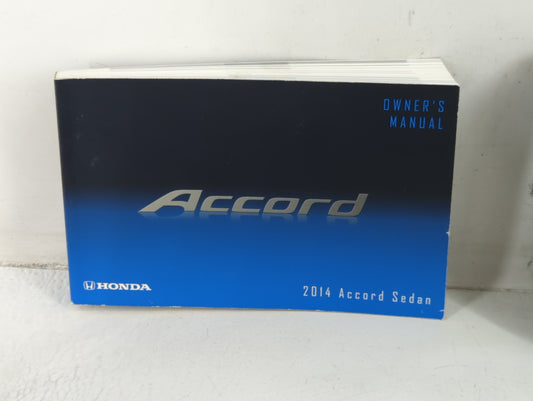 OWNER'S
MANUAL
Accord
HONDA
2014 Accord Sedan